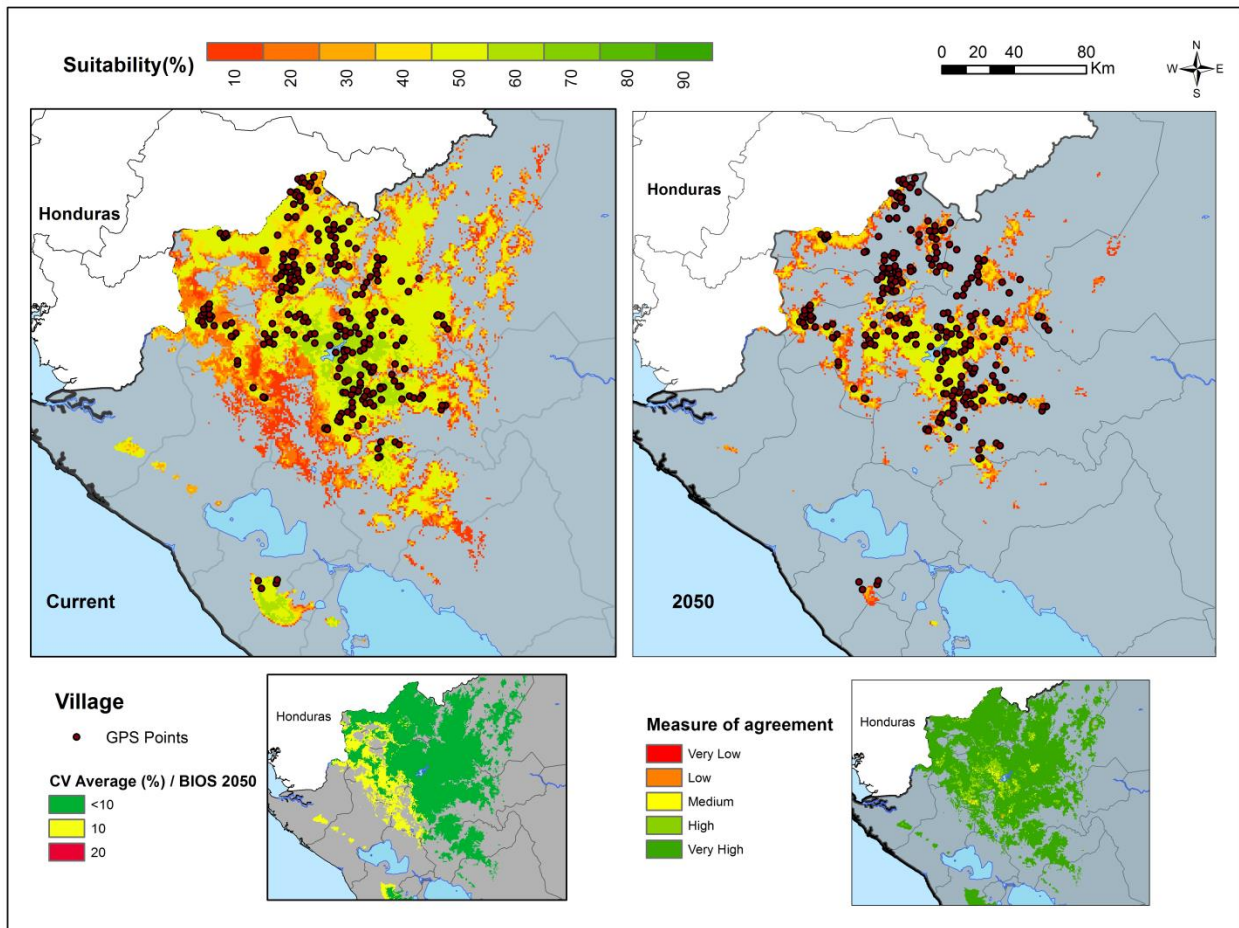 Suitability(%)
10 20 30 40 50 60 70 80 90
0 20 40 80
Km
N
W E
S
Honduras
Current
Honduras
2050
Village
GPS Points
CV Average (%) / BIOS 2050
<10
10
20
Honduras
Measure of agreement
Very Low
Low
Medium
High
Very High
Honduras